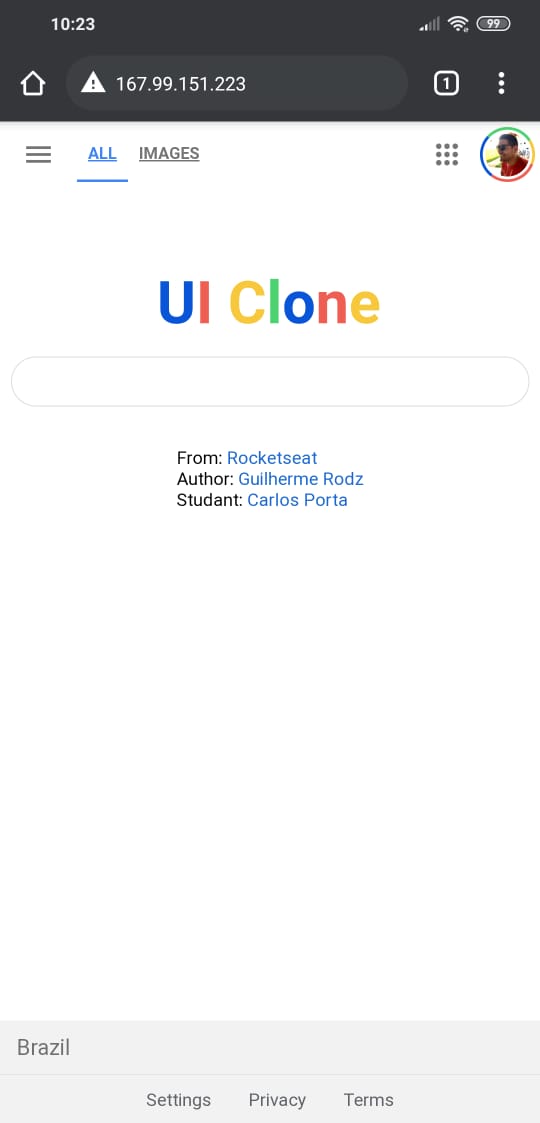 10:23
99
167.99.151.223
1
ALL IMAGES
UI Clone
From: Rocketseat
Author: Guilherme Rodz
Studant: Carlos Porta
Brazil
Settings Privacy Terms